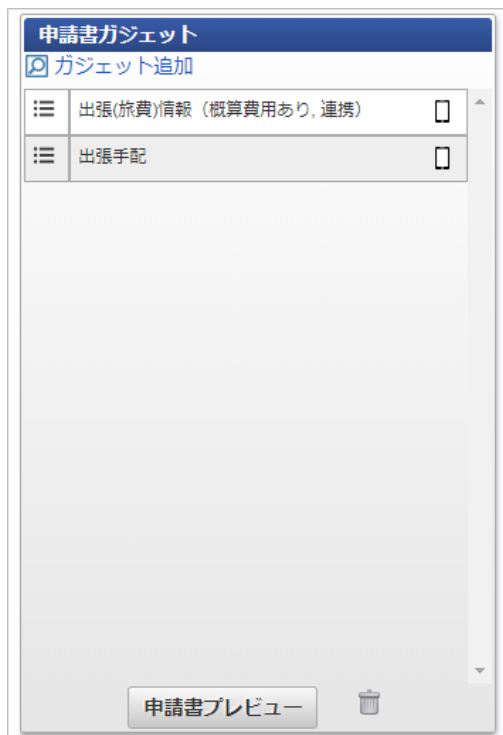 申請書ガジェット
ガジェット追加
出張(旅費)情報（概算費用あり, 連携）
出張手配
申請書プレビュー